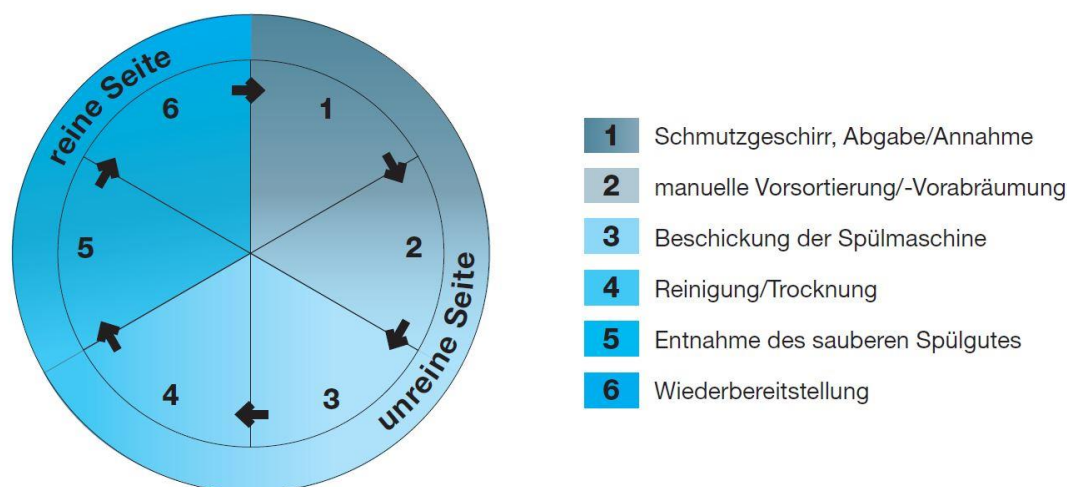 reine Seite
unreine Seite
6
1
5
2
4
3
1 Schmutzgeschirr, Abgabe/Annahme
2 manuelle Vorsortierung/-Vorabräumung
3 Beschickung der Spülmaschine
4 Reinigung/Trocknung
5 Entnahme des sauberen Spülgutes
6 Wiederbereitstellung